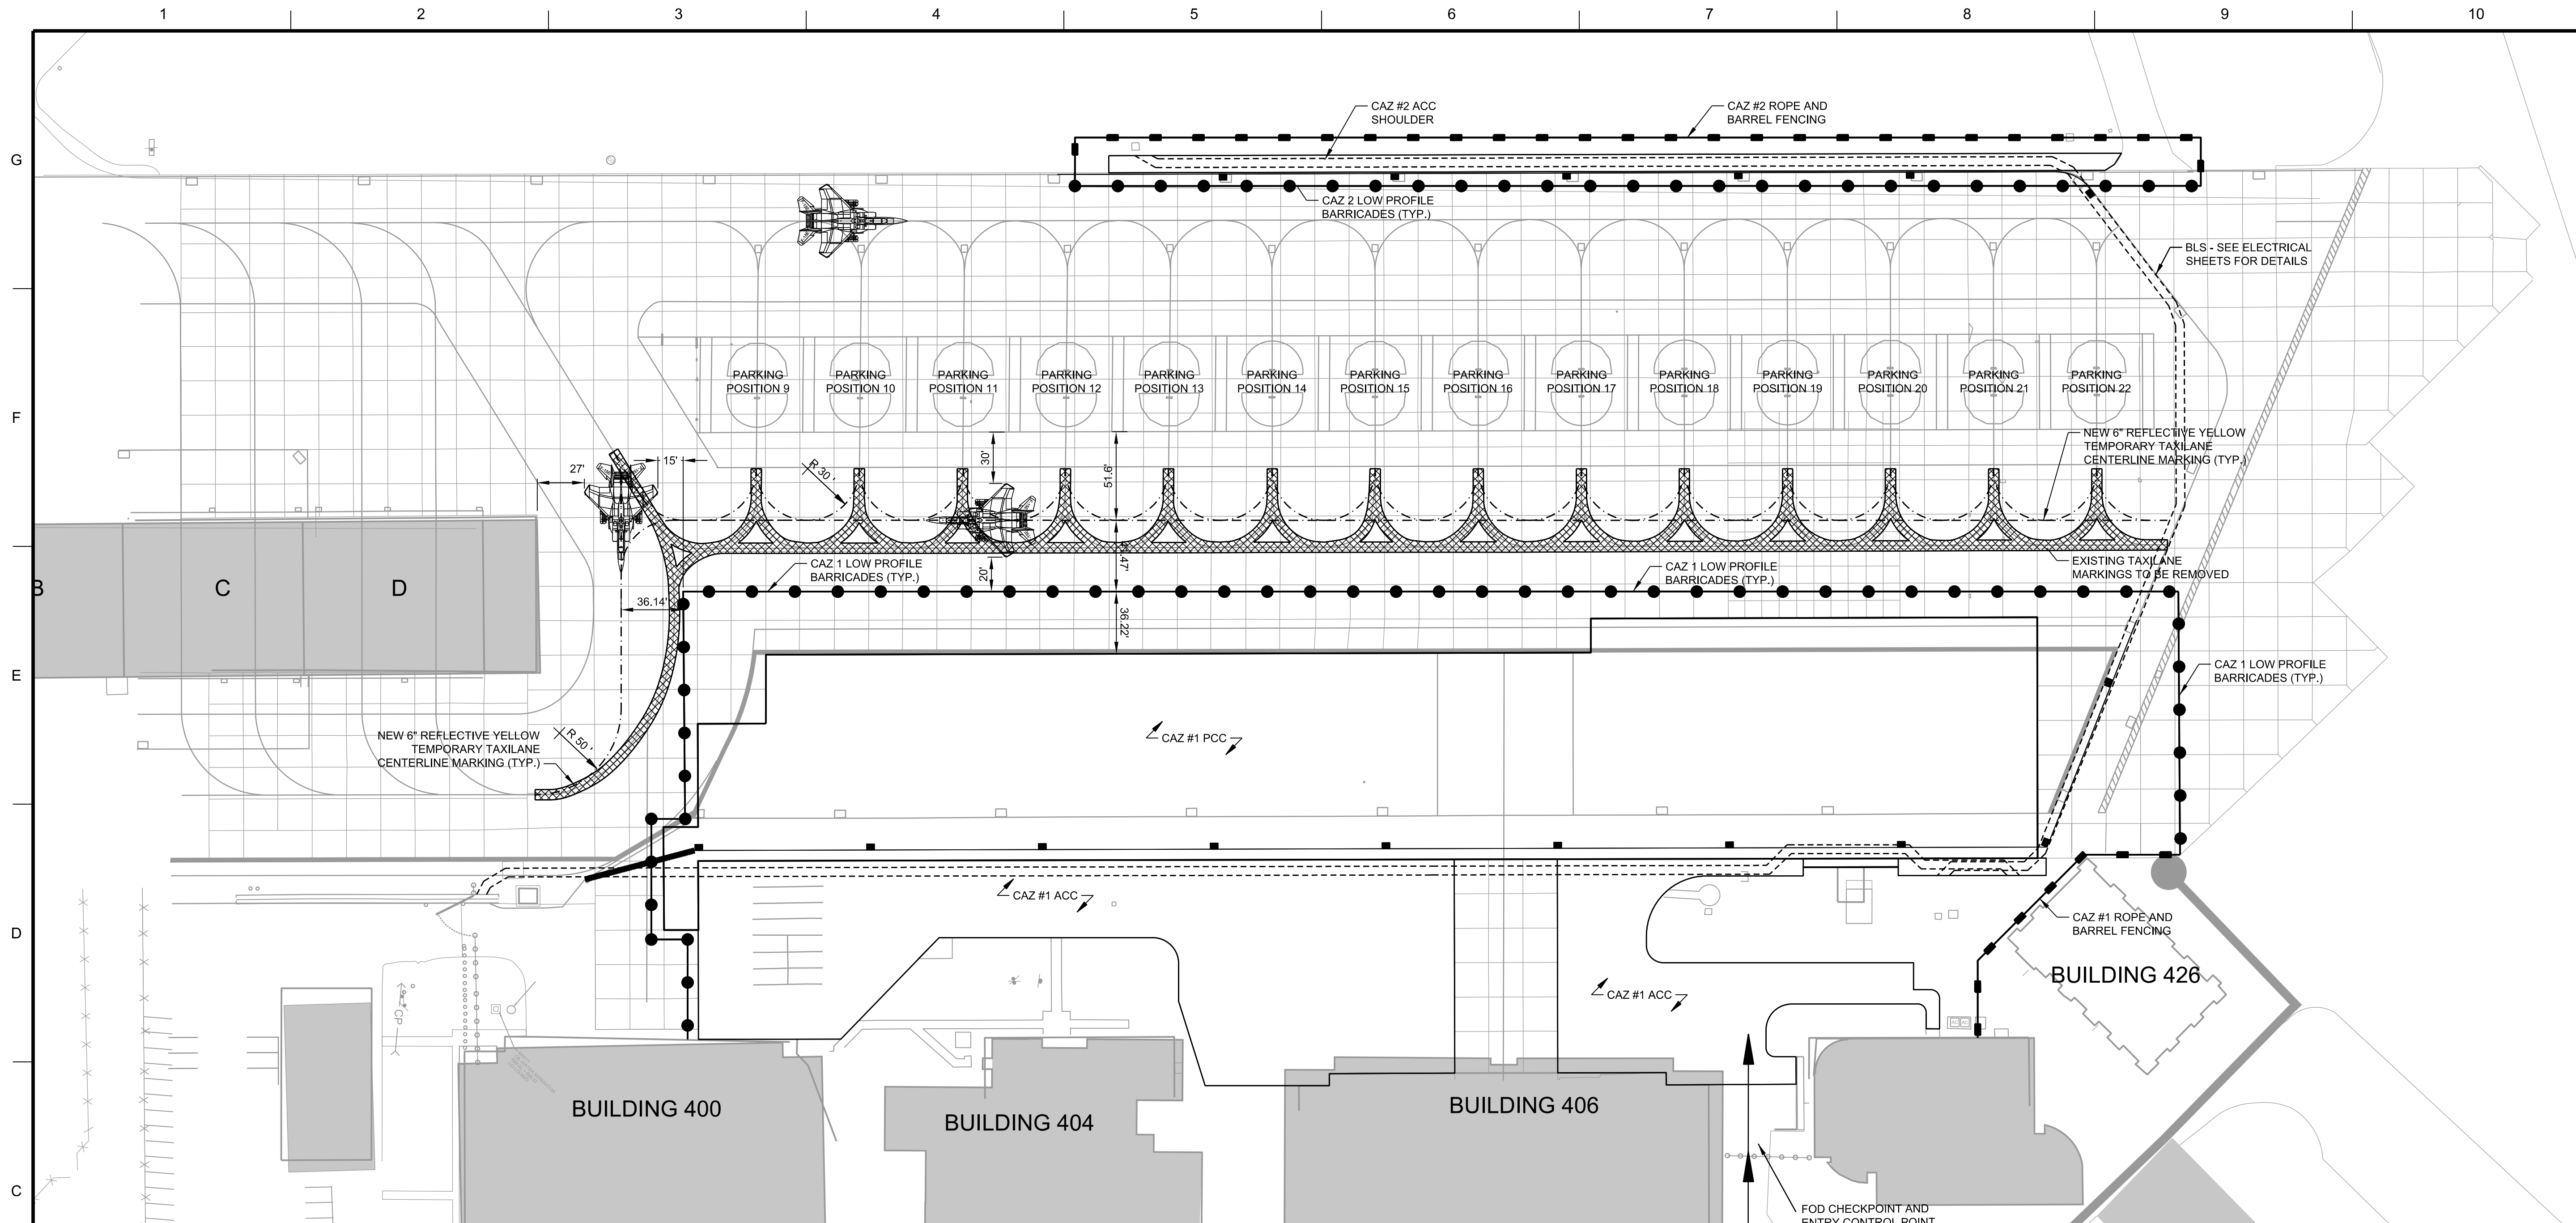 1
2
3
4
5
6
7
8
9
10
G
F
E
D
C
CAZ #2 ACC
SHOULDER
CAZ #2 ROPE AND
BARREL FENCING
CAZ 2 LOW PROFILE
BARRICADES (TYP.)
BLS - SEE ELECTRICAL
SHEETS FOR DETAILS
PARKING
POSITION 9
PARKING
POSITION 10
PARKING
POSITION 11
PARKING
POSITION 12
PARKING
POSITION 13
PARKING
POSITION 14
PARKING
POSITION 15
PARKING
POSITION 16
PARKING
POSITION 17
PARKING
POSITION 18
PARKING
POSITION 19
PARKING
POSITION 20
PARKING
POSITION 21
PARKING
POSITION 22
NEW 6" REFLECTIVE YELLOW
TEMPORARY TAXILANE
CENTERLINE MARKING (TYP.)
27'
15'
R 30 '
30'
51.6'
20'
36.14'
36.22'
CAZ 1 LOW PROFILE
BARRICADES (TYP.)
CAZ 1 LOW PROFILE
BARRICADES (TYP.)
EXISTING TAXILANE
MARKINGS TO BE REMOVED
B
C
D
CAZ 1 LOW PROFILE
BARRICADES (TYP.)
NEW 6" REFLECTIVE YELLOW
TEMPORARY TAXILANE
CENTERLINE MARKING (TYP.)
R 50 '
CAZ #1 PCC
CAZ #1 ACC
CAZ #1 ACC
CAZ #1 ROPE AND
BARREL FENCING
BUILDING 426
CP
BUILDING 400
BUILDING 404
BUILDING 406
FOD CHECKPOINT AND
ENTRY CONTROL POINT